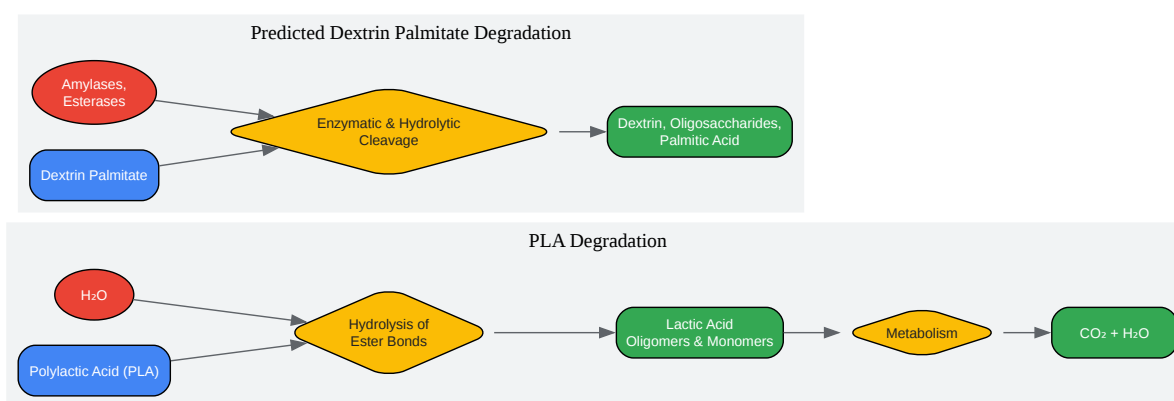 Predicted Dextrin Palmitate Degradation
Amylases,
Esterases
Dextrin Palmitate
Enzymatic & Hydrolytic
Cleavage
Dextrin, Oligosaccharides,
Palmitic Acid
PLA Degradation
H₂O
Polylactic Acid (PLA)
Hydrolysis of
Ester Bonds
Lactic Acid
Oligomers & Monomers
Metabolism
CO₂ + H₂O